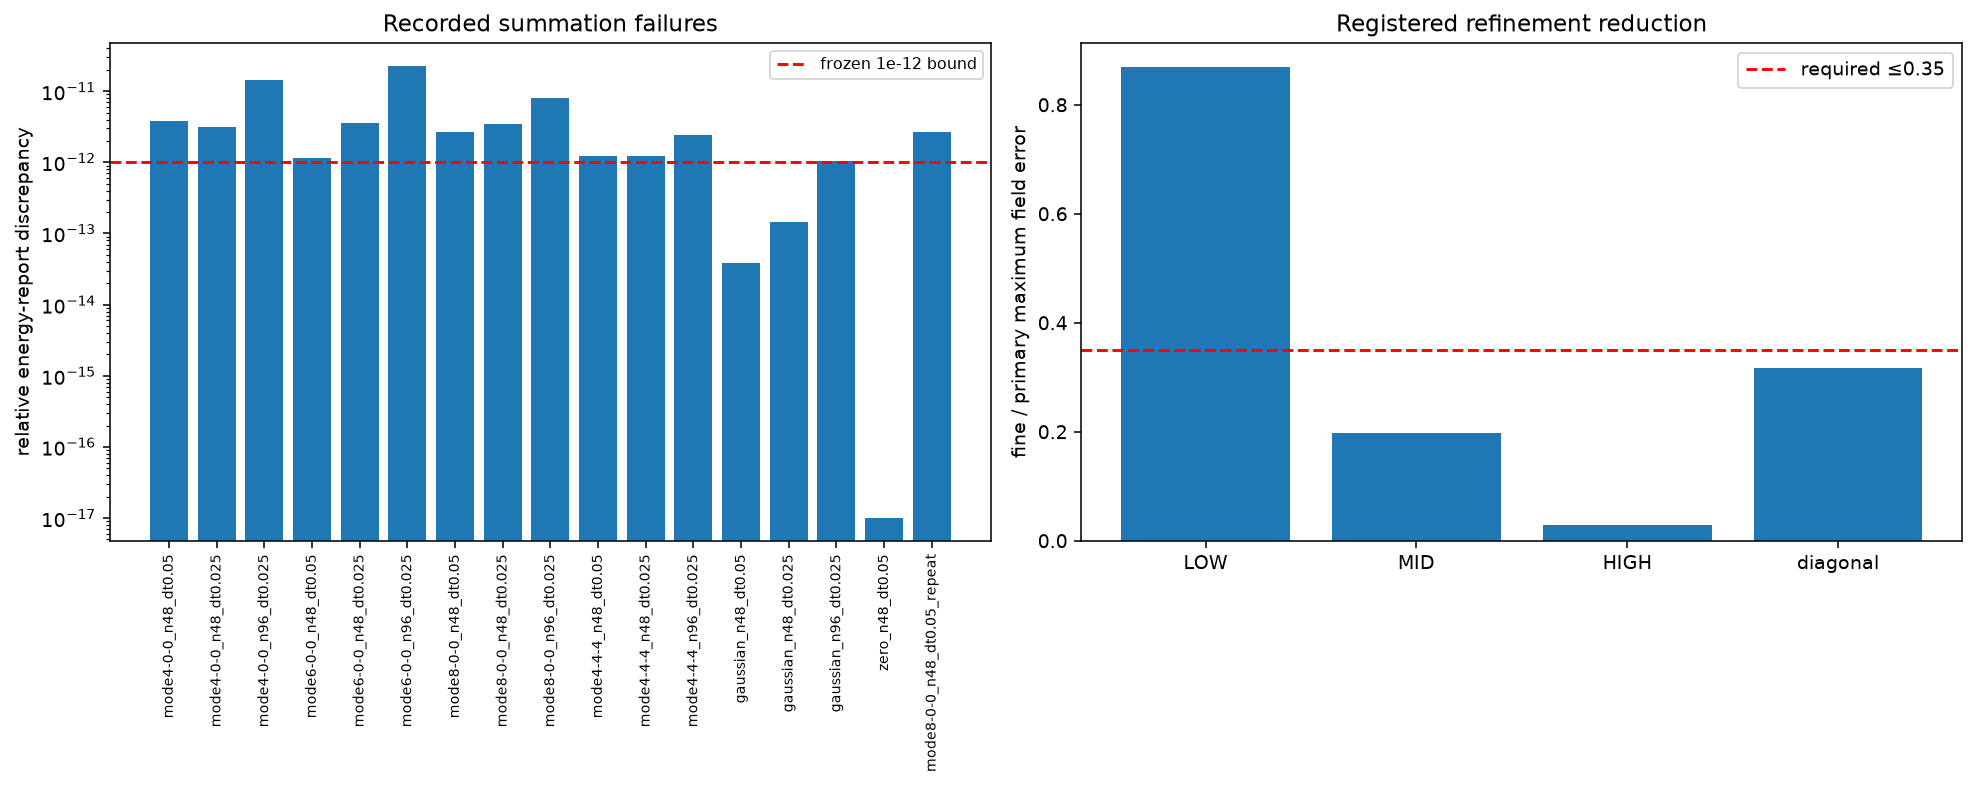 Recorded summation failures
frozen 1e-12 bound
relative energy-report discrepancy
10⁻¹¹
10⁻¹²
10⁻¹³
10⁻¹⁴
10⁻¹⁵
10⁻¹⁶
10⁻¹⁷
mode4-0-0_n48_dt0.05
mode4-0-0_n48_dt0.025
mode4-0-0_n96_dt0.025
mode6-0-0_n48_dt0.05
mode6-0-0_n48_dt0.025
mode6-0-0_n96_dt0.025
mode8-0-0_n48_dt0.05
mode8-0-0_n48_dt0.025
mode8-0-0_n96_dt0.025
mode4-4-4_n48_dt0.05
mode4-4-4_n48_dt0.025
mode4-4-4_n96_dt0.025
gaussian_n48_dt0.05
gaussian_n48_dt0.025
gaussian_n96_dt0.025
zero_n48_dt0.05
mode8-0-0_n48_dt0.05_repeat
Registered refinement reduction
required ≤0.35
fine / primary maximum field error
0.8
0.6
0.4
0.2
0.0
LOW
MID
HIGH
diagonal